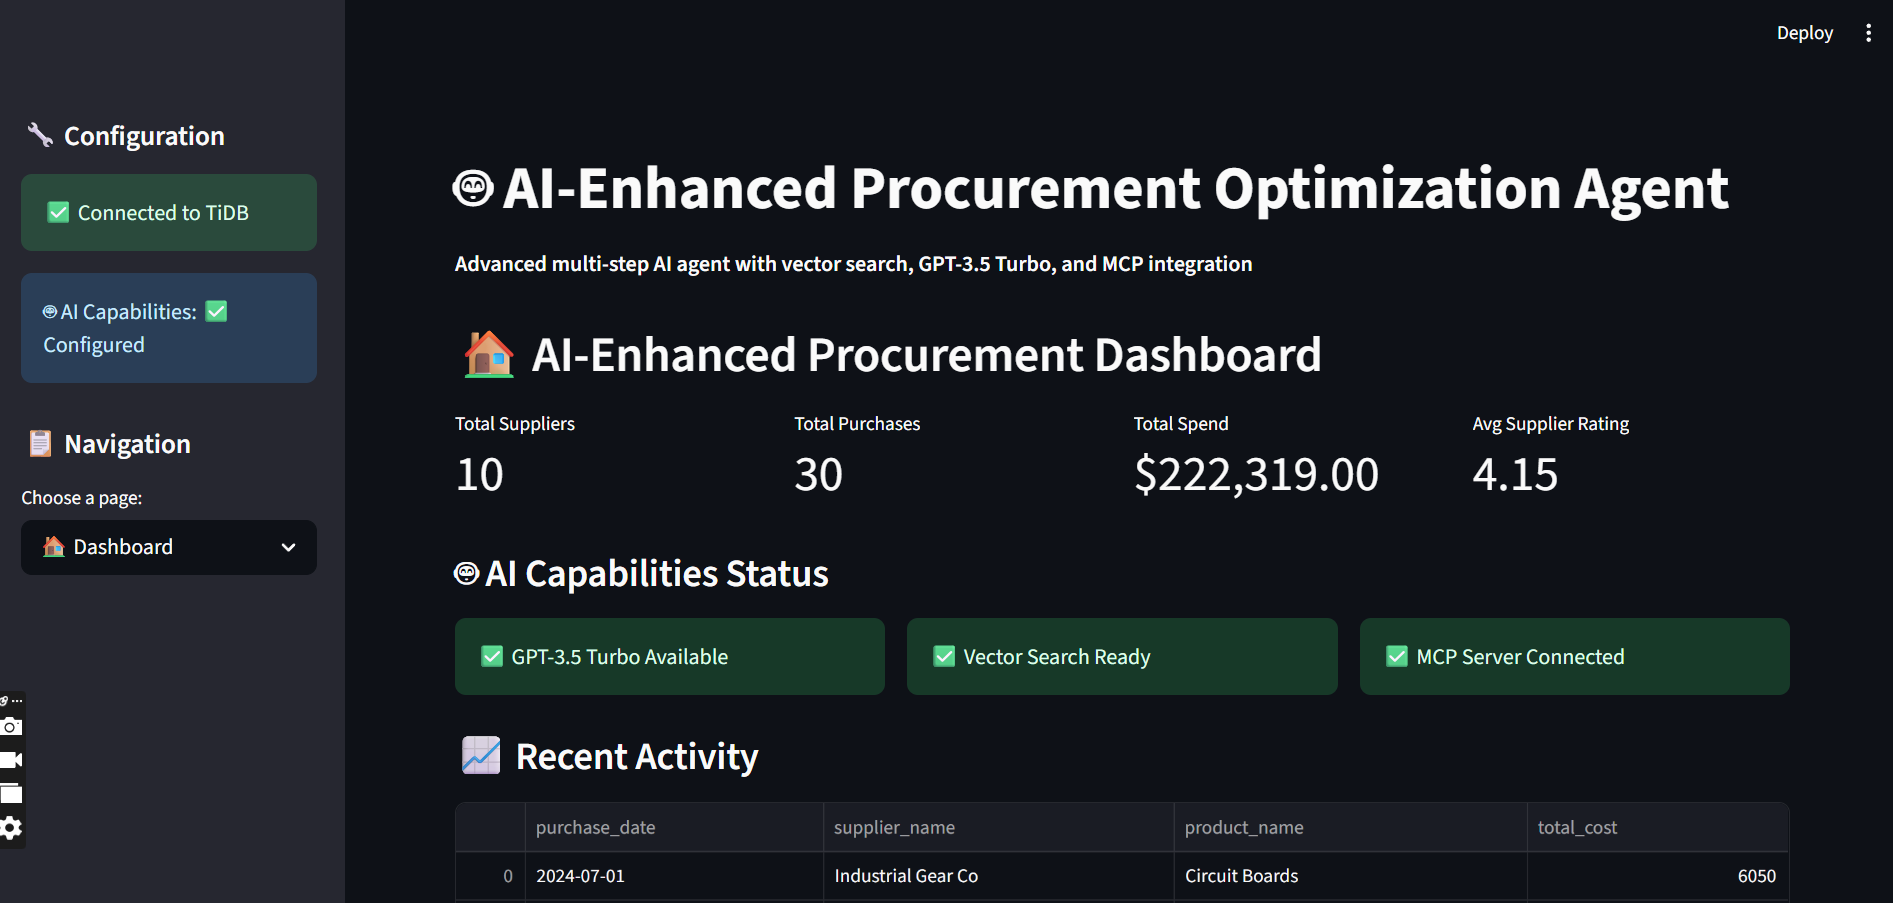 Deploy
Configuration
Connected to TiDB
AI Capabilities:
Configured
Navigation
Choose a page:
Dashboard
AI-Enhanced Procurement Optimization Agent
Advanced multi-step AI agent with vector search, GPT-3.5 Turbo, and MCP integration
AI-Enhanced Procurement Dashboard
Total Suppliers Total Purchases Total Spend Avg Supplier Rating
10 30 $222,319.00 4.15
AI Capabilities Status
GPT-3.5 Turbo Available Vector Search Ready MCP Server Connected
Recent Activity
purchase_date supplier_name product_name total_cost
0 2024-07-01 Industrial Gear Co Circuit Boards 6050